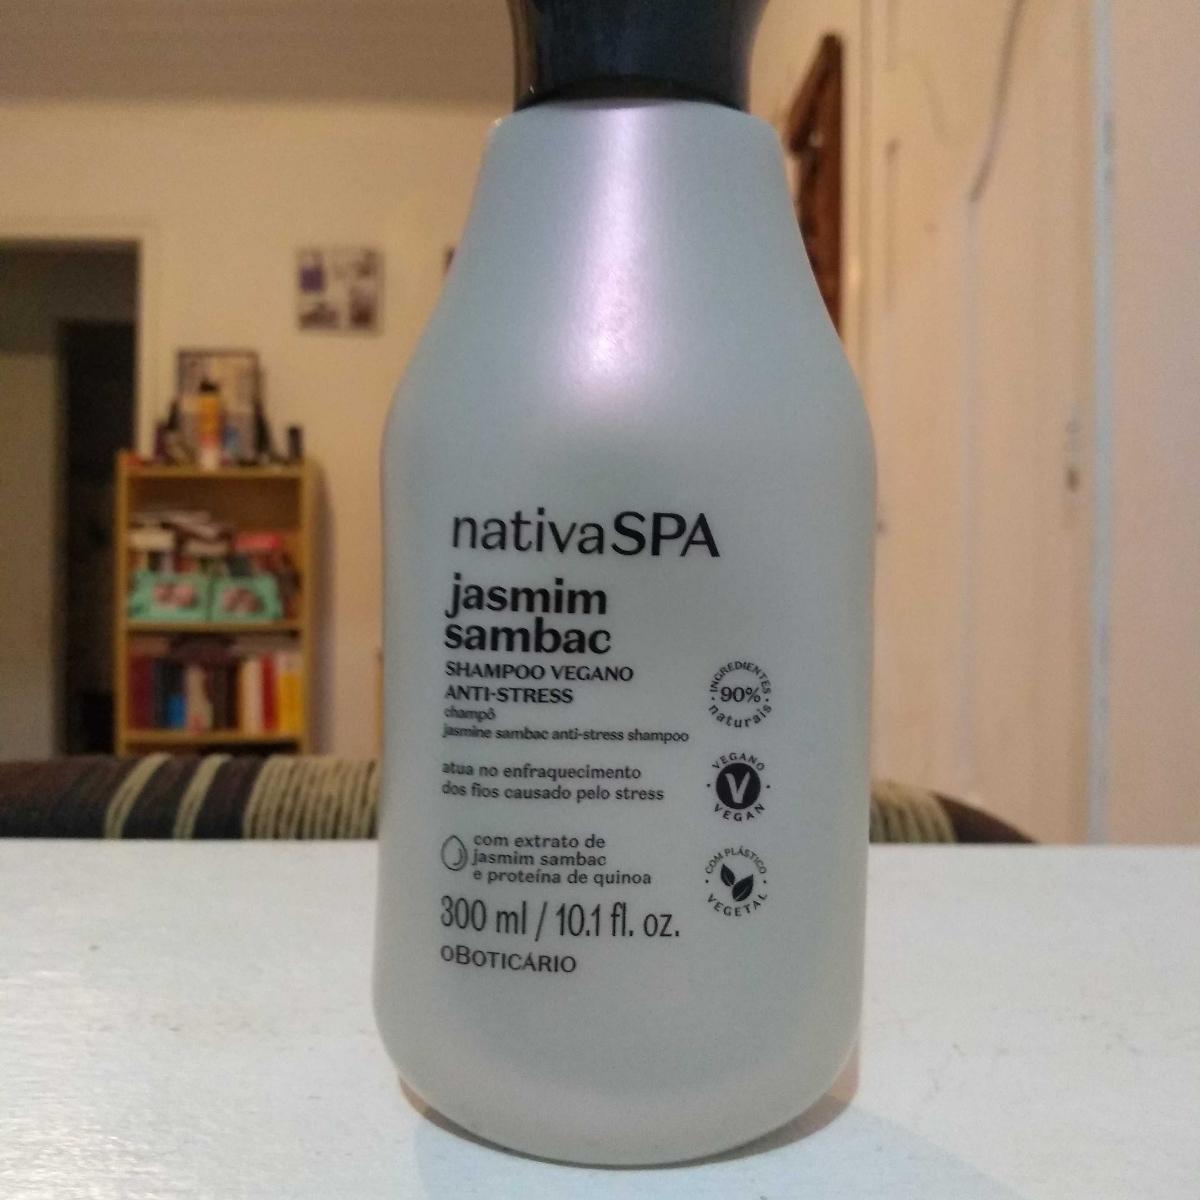 nativaSPA
jasmim
sambac
SHAMPOO VEGANO
ANTI-STRESS
champô
jasmine sambac anti-stress shampoo
atua no enfraquecimento
dos fios causado pelo stress
com extrato de
jasmim sambac
e proteína de quinoa
300 ml / 10.1 fl. oz.
oBOTICÁRIO
INGREDIENTES
90%
naturais
VEGANO
V
VEGAN
COM PLÁSTICO
VEGETAL